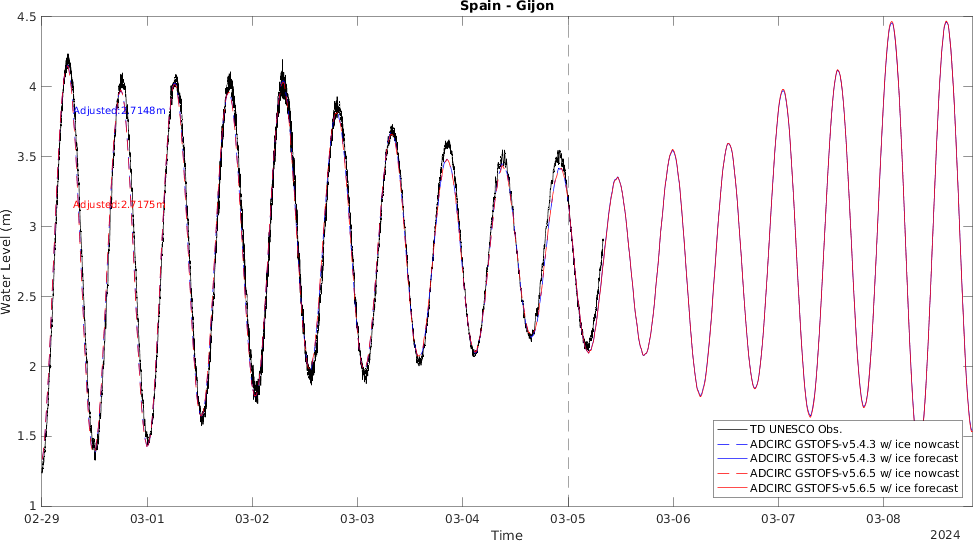 Spain - Gijon
4.5
4
3.5
3
2.5
2
1.5
1
Water Level (m)
Adjusted:2.7148m
Adjusted:2.7175m
TD UNESCO Obs.
ADCIRC GSTOFS-v5.4.3 w/ ice nowcast
ADCIRC GSTOFS-v5.4.3 w/ ice forecast
ADCIRC GSTOFS-v5.6.5 w/ ice nowcast
ADCIRC GSTOFS-v5.6.5 w/ ice forecast
02-29 03-01 03-02 03-03 03-04 03-05 03-06 03-07 03-08
Time
2024